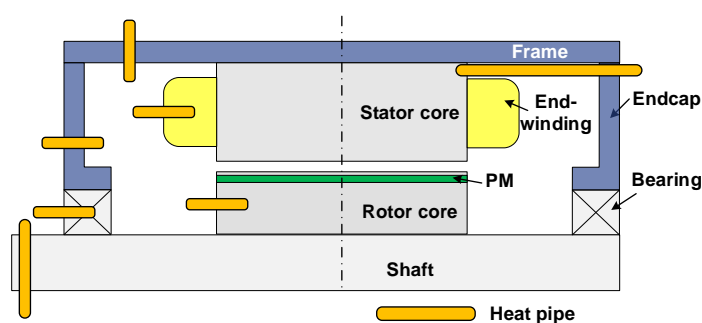 Frame
Stator core
End-
winding
Endcap
PM
Bearing
Rotor core
Shaft
Heat pipe